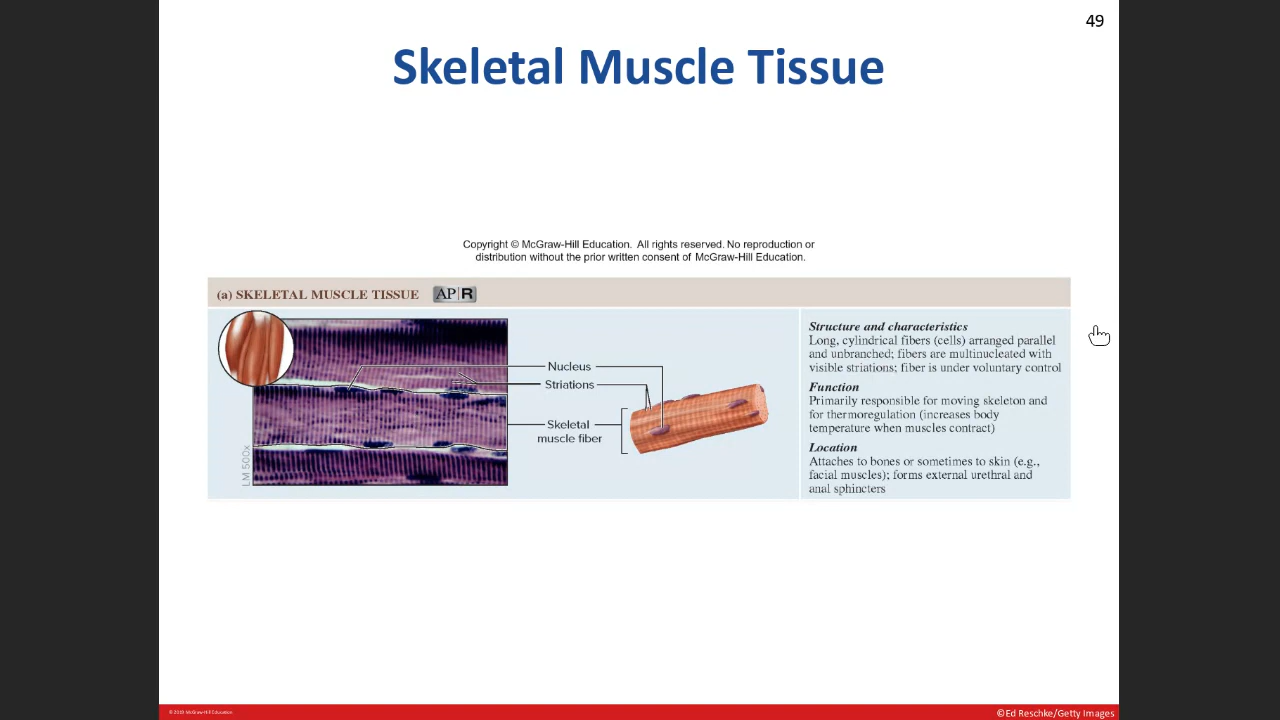 49
Skeletal Muscle Tissue
Copyright © McGraw-Hill Education. All rights reserved. No reproduction or
distribution without the prior written consent of McGraw-Hill Education.
(a) SKELETAL MUSCLE TISSUE AP|R
LM 500x
Nucleus
Striations
Skeletal
muscle fiber
Structure and characteristics
Long, cylindrical fibers (cells) arranged parallel
and unbranched; fibers are multinucleated with
visible striations; fiber is under voluntary control
Function
Primarily responsible for moving skeleton and
for thermoregulation (increases body
temperature when muscles contract)
Location
Attaches to bones or sometimes to skin (e.g.,
facial muscles); forms external urethral and
anal sphincters
©Ed Reschke/Getty Images